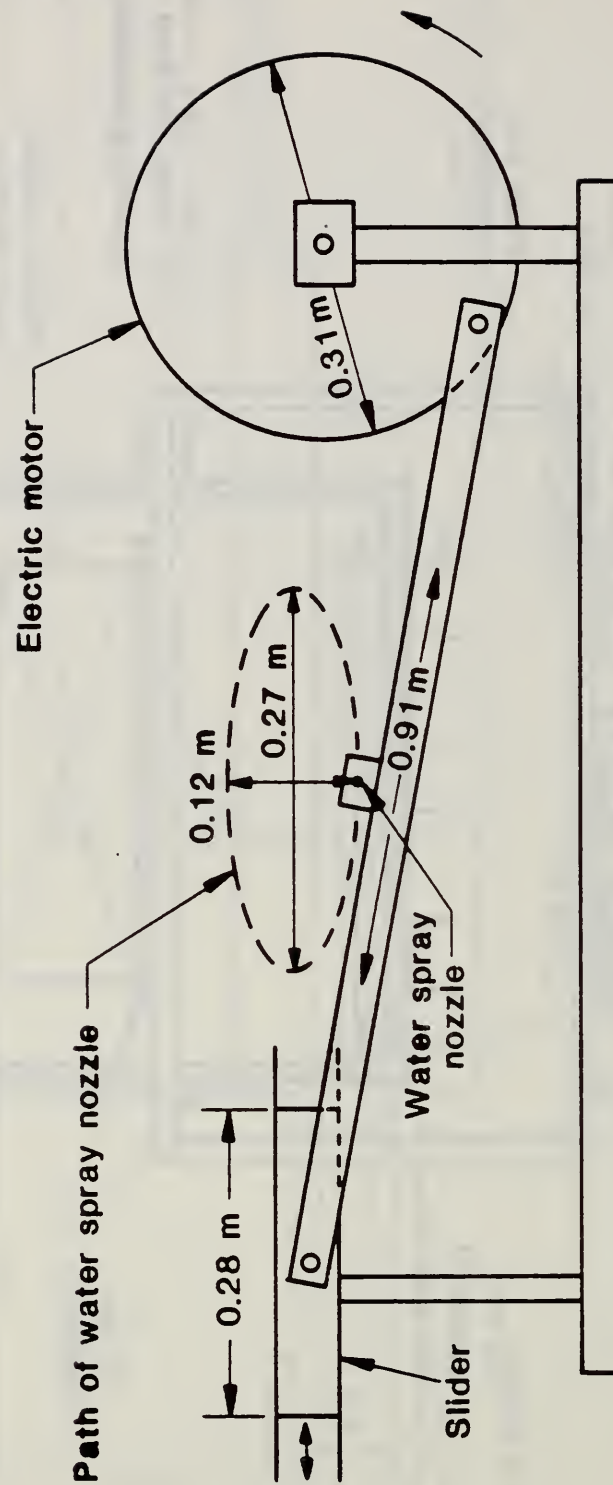 Electric motor
0.31 m
Path of water spray nozzle
0.12 m
0.27 m
0.28 m
0.91 m
Water spray
nozzle
Slider